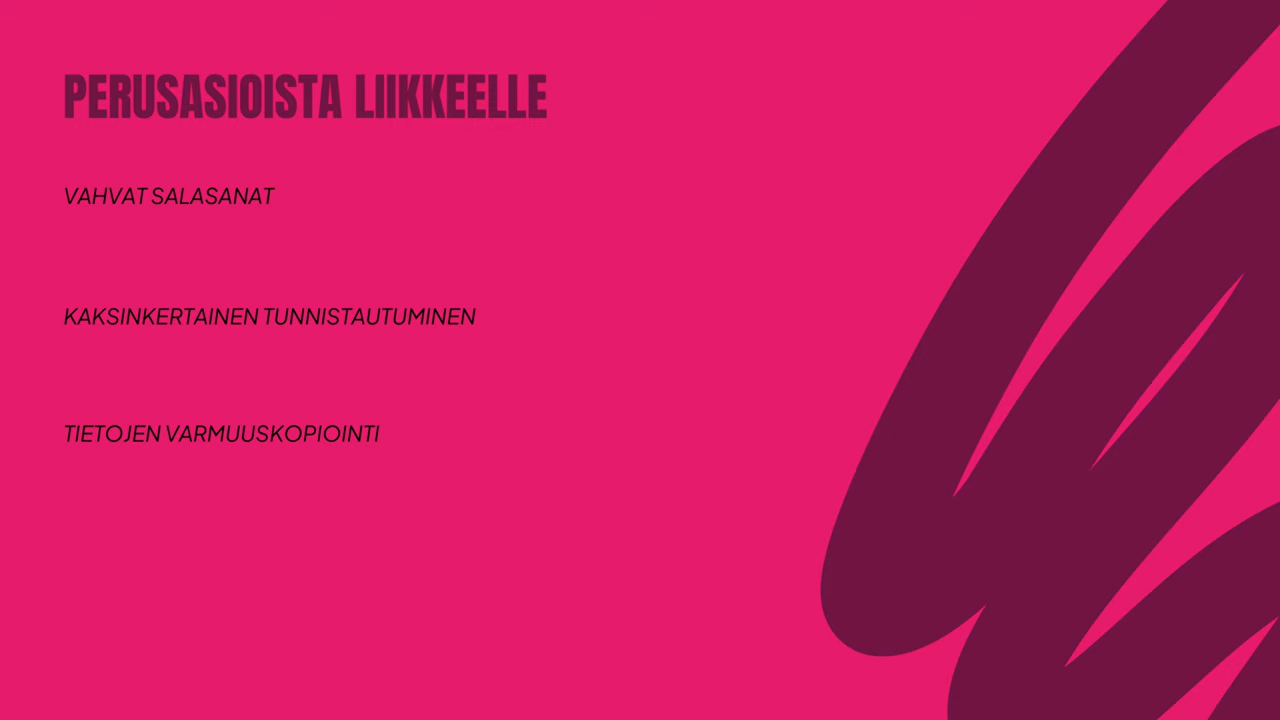 PERUSASIOISTA LIIKKEELLE
VAHVAT SALASANAT
KAKSINKERTAINEN TUNNISTAUTUMINEN
TIETOJEN VARMUUSKOPIOINTI